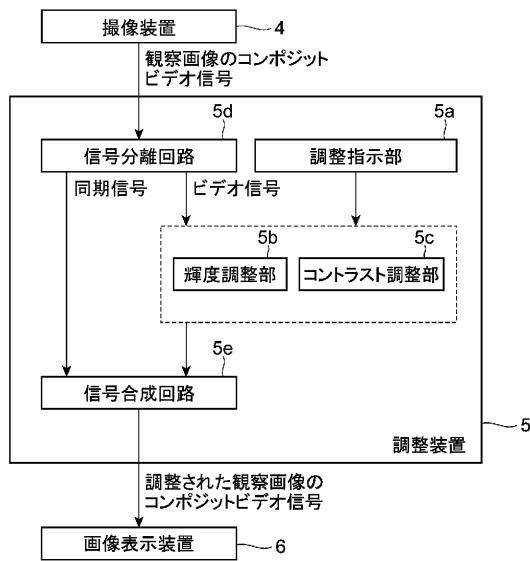 撮像装置
4
観察画像のコンポジット
ビデオ信号
5d
5a
信号分離回路
調整指示部
同期信号
ビデオ信号
5b
5c
輝度調整部
コントラスト調整部
5e
信号合成回路
5
調整装置
調整された観察画像の
コンポジットビデオ信号
画像表示装置
6